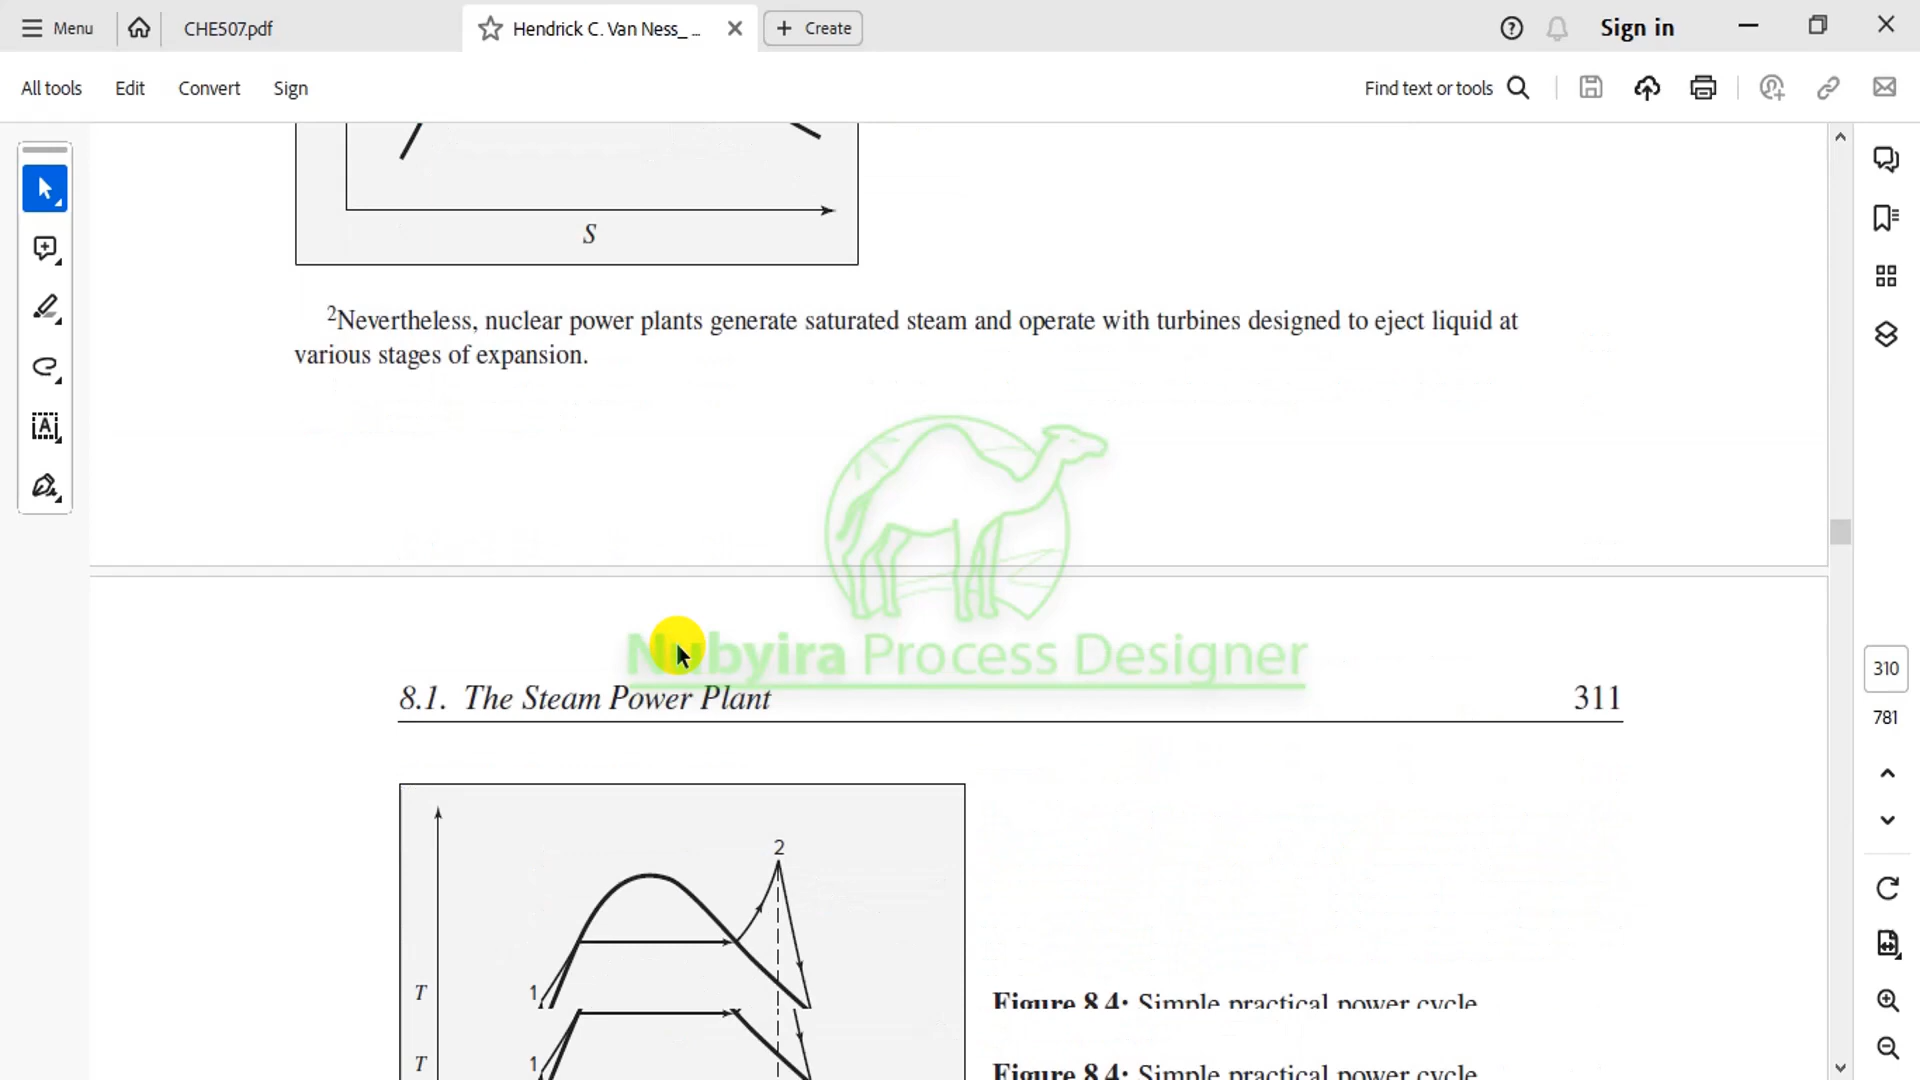 Menu
CHE507.pdf
Hendrick C. Van Ness_ ...
Create
Sign in
All tools
Edit
Convert
Sign
Find text or tools
S
2Nevertheless, nuclear power plants generate saturated steam and operate with turbines designed to eject liquid at
various stages of expansion.
Nubyira Process Designer
8.1. The Steam Power Plant
311
310
781
2
T
1
Figure 8.4: Simple practical power cycle
T
1
Figure 8.4: Simple practical power cycle